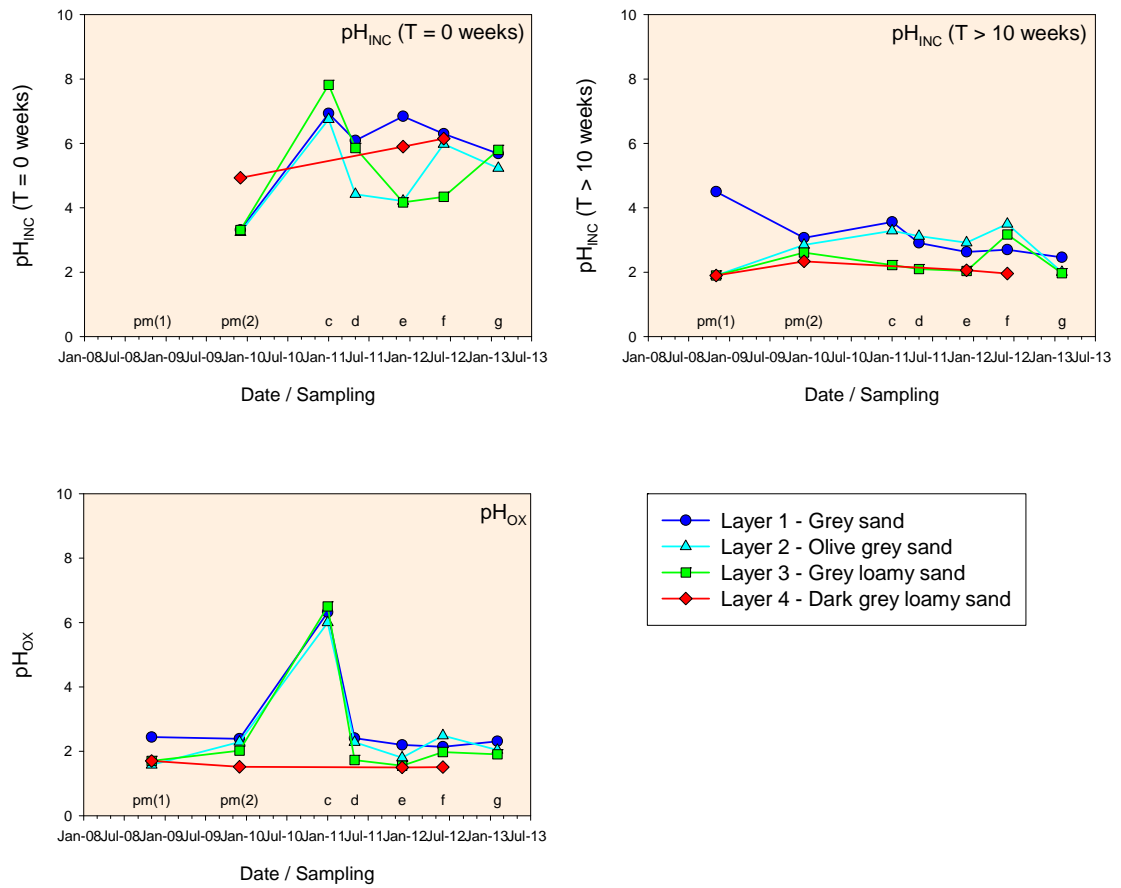 pH_INC (T = 0 weeks)
pH_INC (T = 0 weeks)
10
8
6
4
2
0
pm(1) pm(2) c d e f g
Jan-08 Jul-08 Jan-09 Jul-09 Jan-10 Jul-10 Jan-11 Jul-11 Jan-12 Jul-12 Jan-13 Jul-13
Date / Sampling
pH_INC (T > 10 weeks)
pH_INC (T > 10 weeks)
10
8
6
4
2
0
pm(1) pm(2) c d e f g
Jan-08 Jul-08 Jan-09 Jul-09 Jan-10 Jul-10 Jan-11 Jul-11 Jan-12 Jul-12 Jan-13 Jul-13
Date / Sampling
pH_OX
pH_OX
10
8
6
4
2
0
pm(1) pm(2) c d e f g
Jan-08 Jul-08 Jan-09 Jul-09 Jan-10 Jul-10 Jan-11 Jul-11 Jan-12 Jul-12 Jan-13 Jul-13
Date / Sampling
Layer 1 - Grey sand
Layer 2 - Olive grey sand
Layer 3 - Grey loamy sand
Layer 4 - Dark grey loamy sand